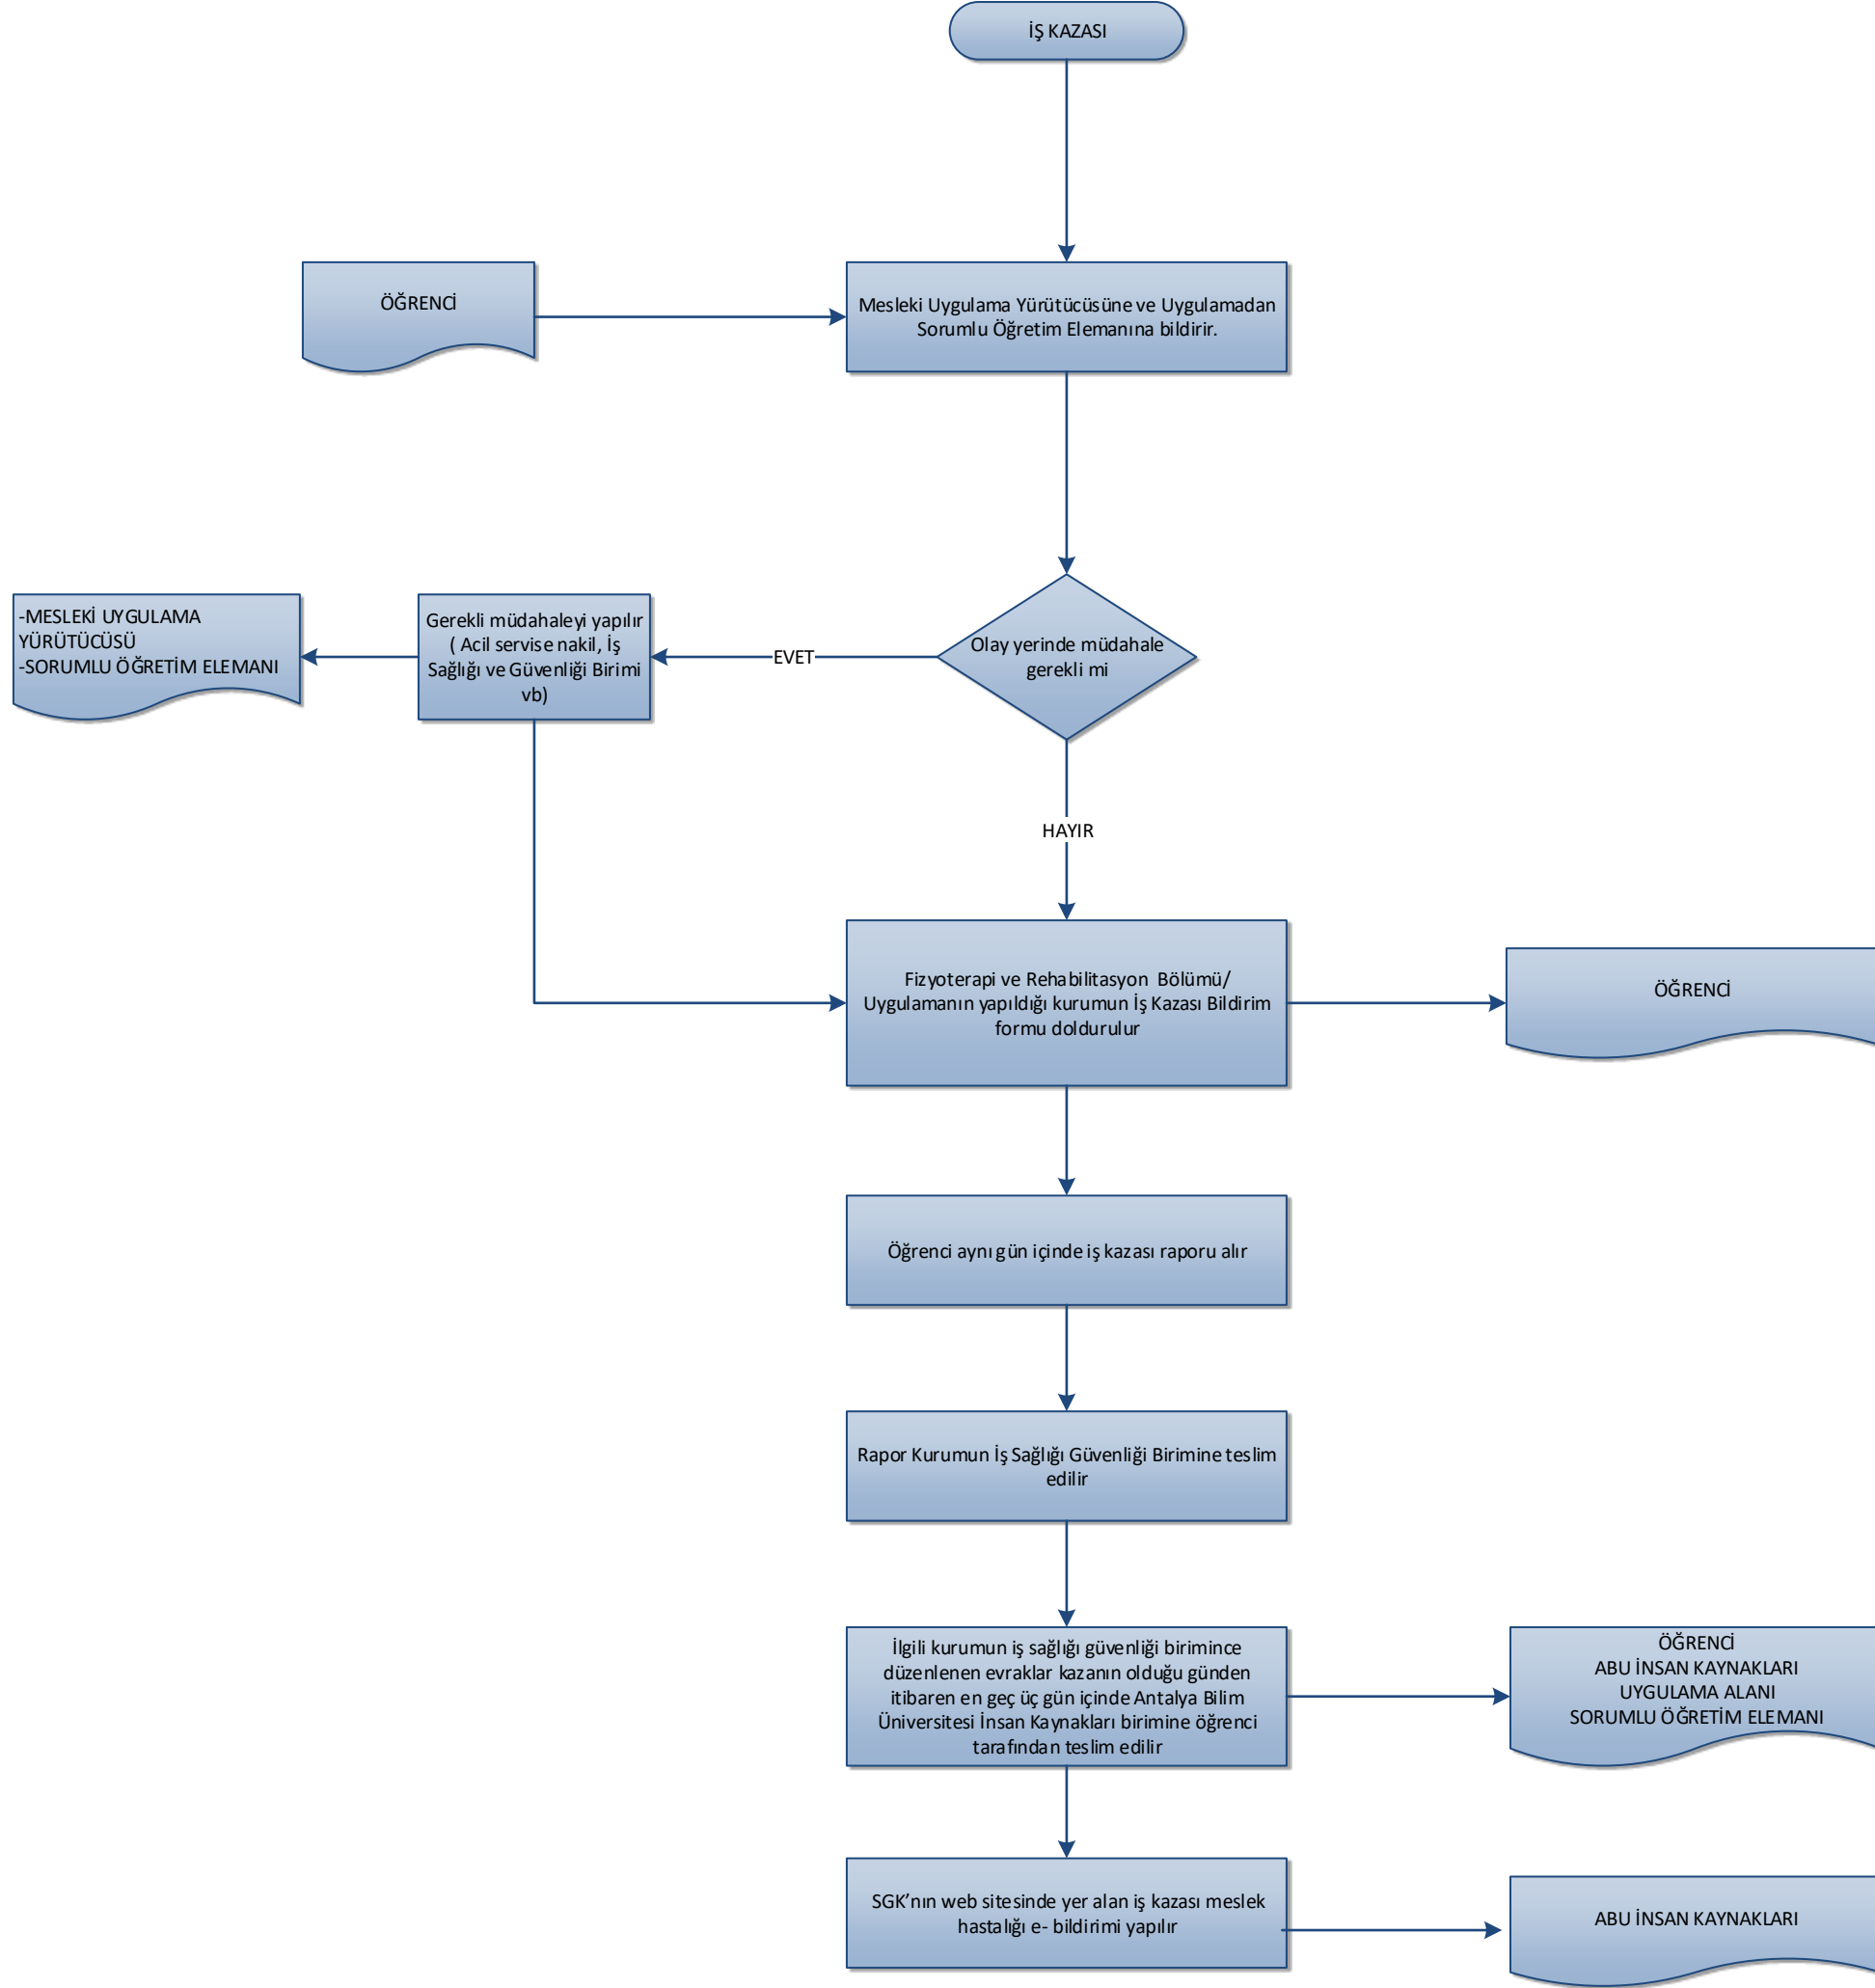 İŞ KAZASI
ÖĞRENCİ
Mesleki Uygulama Yürütücüsüne ve Uygulamadan
Sorumlu Öğretim Elemanına bildirir.
-MESLEKİ UYGULAMA
YÜRÜTÜCÜSÜ
-SORUMLU ÖĞRETİM ELEMANI
Gerekli müdahaleyi yapılır
( Acil servise nakil, İş
Sağlığı ve Güvenliği Birimi
vb)
EVET
Olay yerinde müdahale
gerekli mi
HAYIR
Fizyoterapi ve Rehabilitasyon Bölümü/
Uygulamanın yapıldığı kurumun İş Kazası Bildirim
formu doldurulur
ÖĞRENCİ
Öğrenci aynı gün içinde iş kazası raporu alır
Rapor Kurumun İş Sağlığı Güvenliği Birimine teslim
edilir
İlgili kurumun iş sağlığı güvenliği birimince
düzenlenen evraklar kazanın olduğu günden
itibaren en geç üç gün içinde Antalya Bilim
Üniversitesi İnsan Kaynakları birimine öğrenci
tarafından teslim edilir
ÖĞRENCİ
ABU İNSAN KAYNAKLARI
UYGULAMA ALANI
SORUMLU ÖĞRETİM ELEMANI
SGK’nın web sitesinde yer alan iş kazası meslek
hastalığı e- bildirimi yapılır
ABU İNSAN KAYNAKLARI